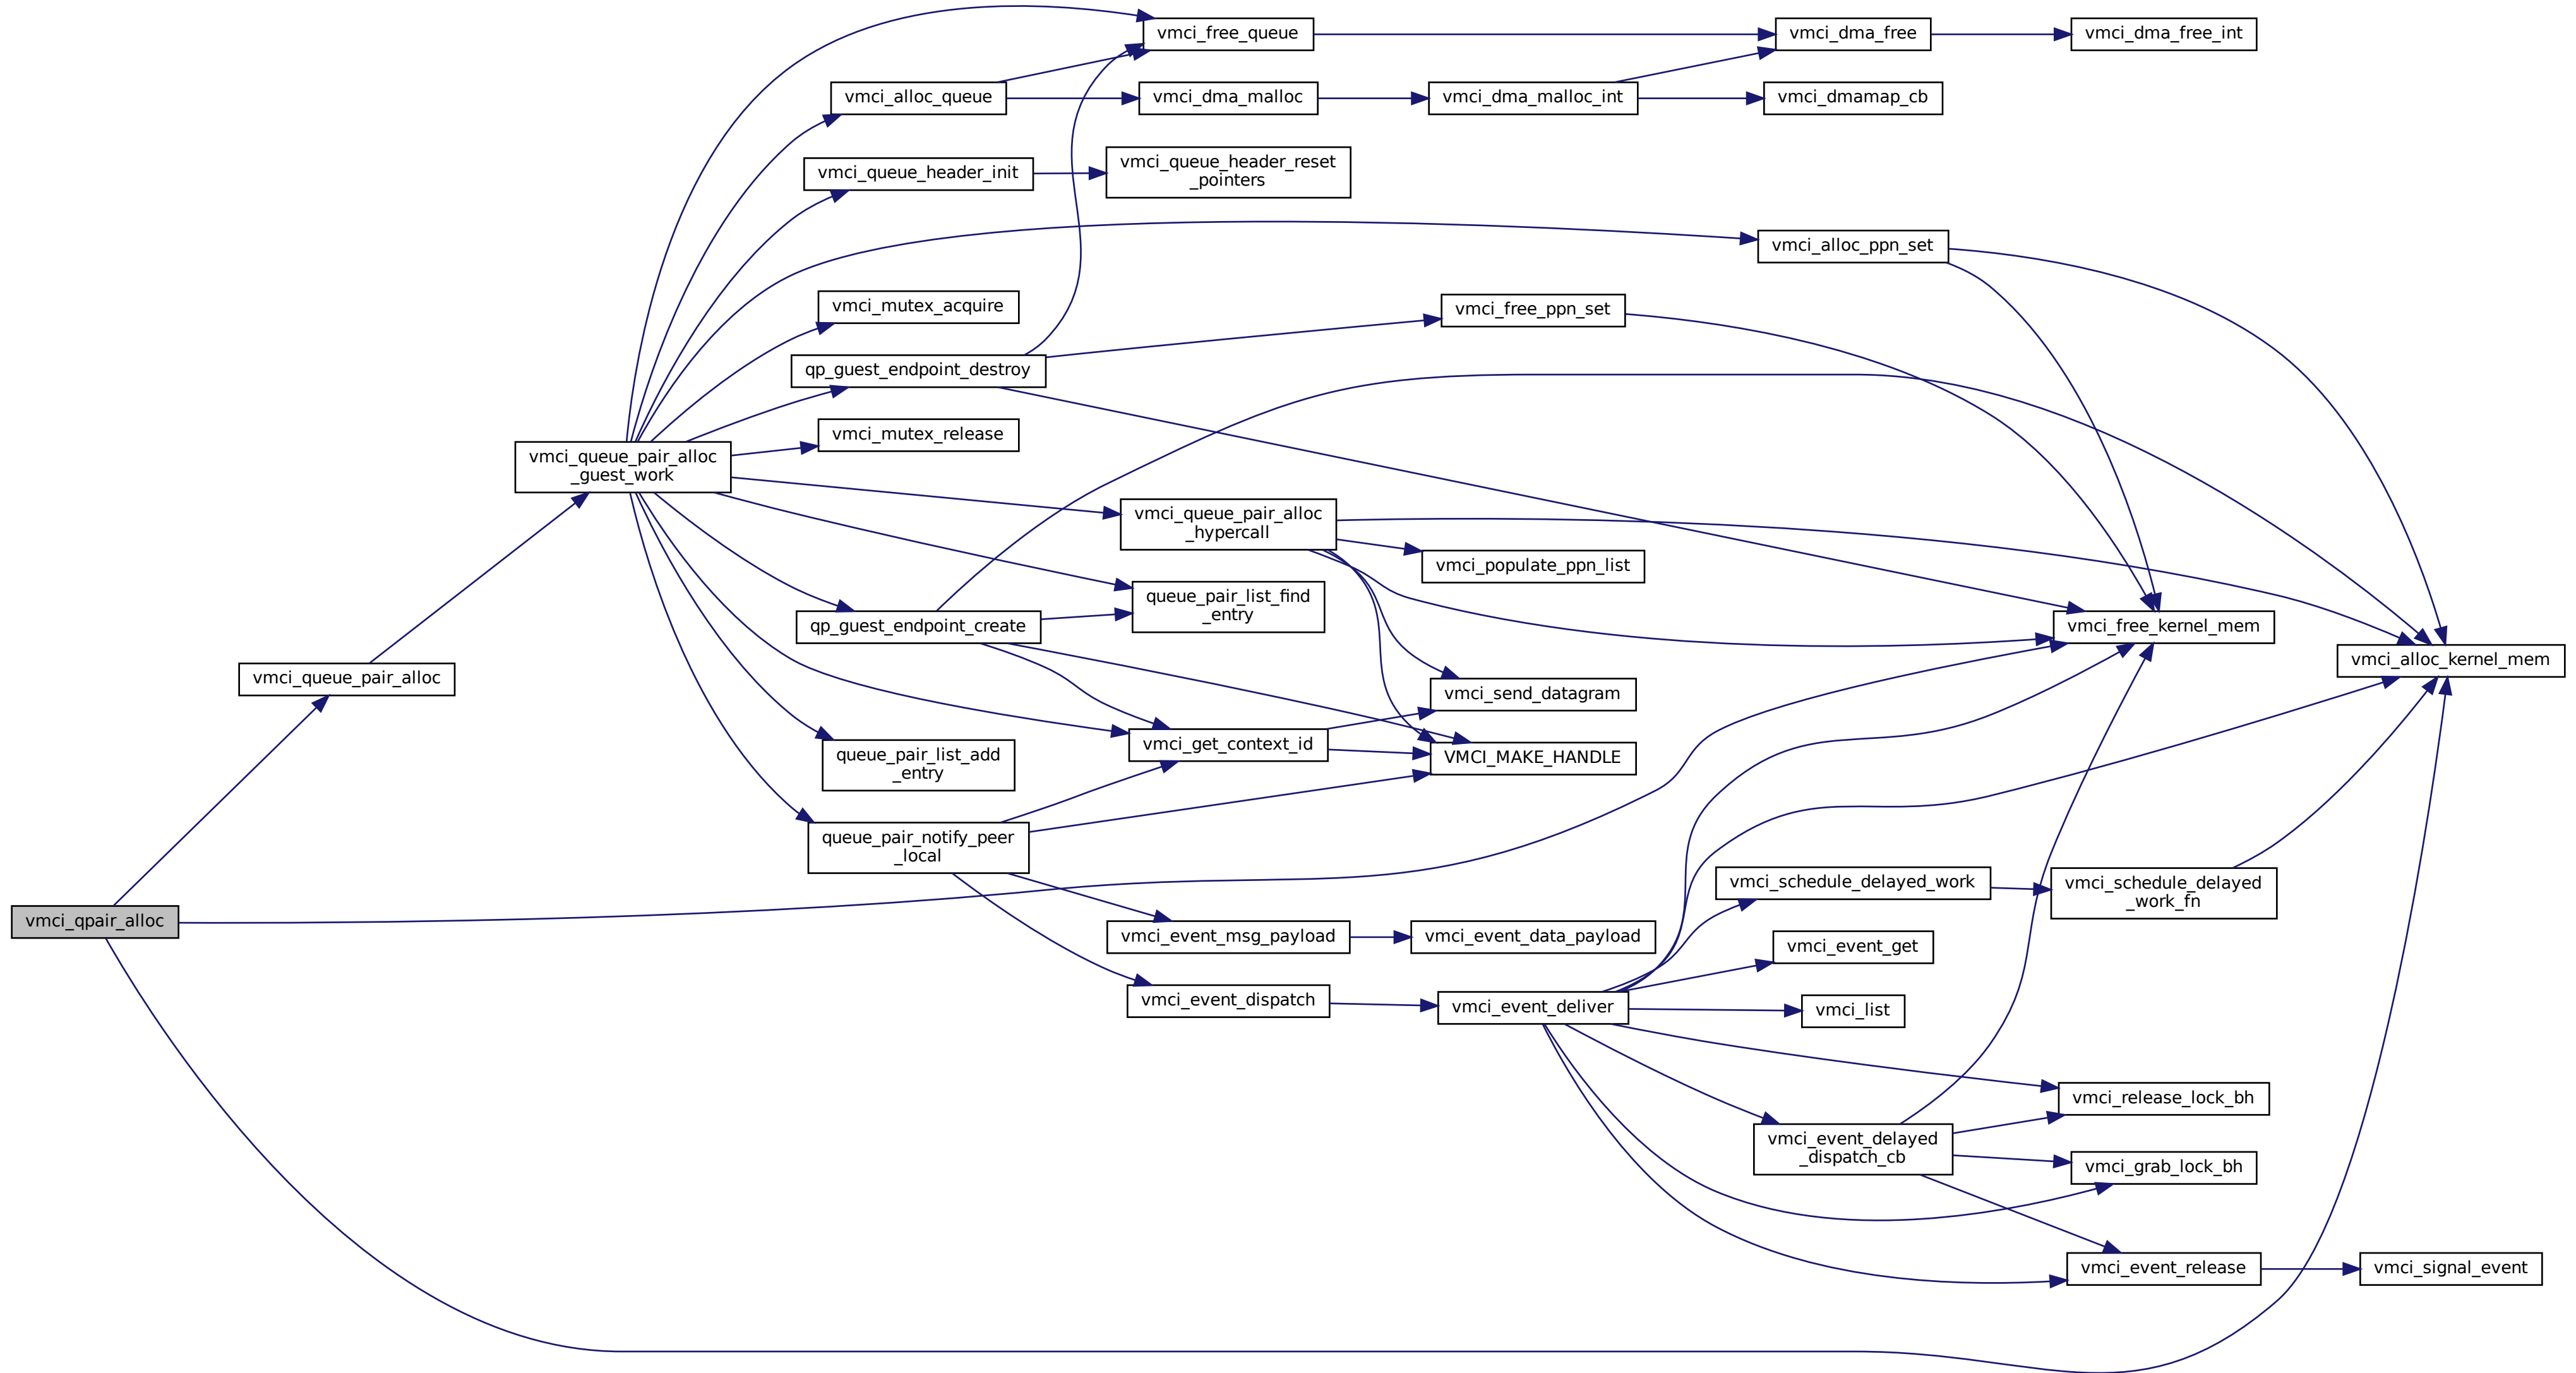 vmci_free_queue
vmci_dma_free
vmci_dma_free_int
vmci_alloc_queue
vmci_dma_malloc
vmci_dma_malloc_int
vmci_dmamap_cb
vmci_queue_header_init
vmci_queue_header_reset
_pointers
vmci_alloc_ppn_set
vmci_mutex_acquire
vmci_free_ppn_set
qp_guest_endpoint_destroy
vmci_mutex_release
vmci_queue_pair_alloc
_guest_work
vmci_queue_pair_alloc
_hypercall
vmci_populate_ppn_list
queue_pair_list_find
_entry
qp_guest_endpoint_create
vmci_free_kernel_mem
vmci_alloc_kernel_mem
vmci_queue_pair_alloc
vmci_send_datagram
vmci_get_context_id
VMCI_MAKE_HANDLE
queue_pair_list_add
_entry
queue_pair_notify_peer
_local
vmci_schedule_delayed_work
vmci_schedule_delayed
_work_fn
vmci_qpair_alloc
vmci_event_msg_payload
vmci_event_data_payload
vmci_event_get
vmci_event_dispatch
vmci_event_deliver
vmci_list
vmci_release_lock_bh
vmci_event_delayed
_dispatch_cb
vmci_grab_lock_bh
vmci_event_release
vmci_signal_event